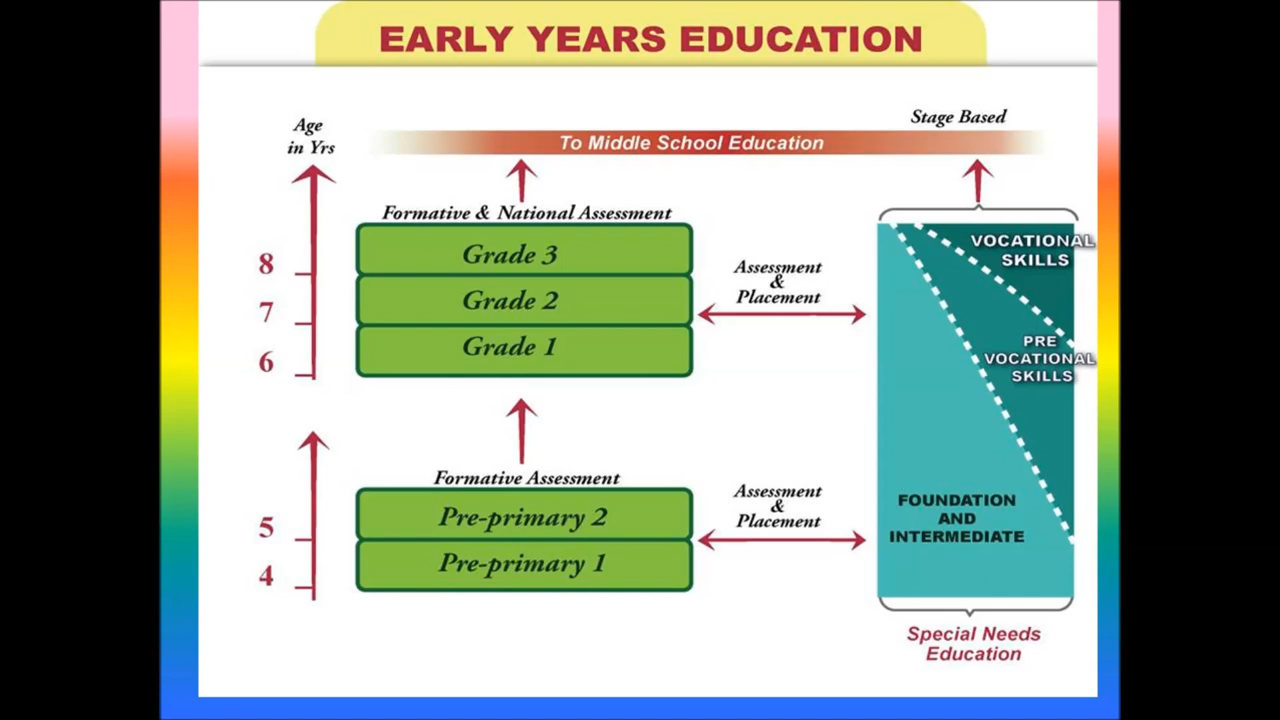 EARLY YEARS EDUCATION
Age
in Yrs
Stage Based
To Middle School Education
Formative & National Assessment
8
Grade 3
7
Grade 2
6
Grade 1
Assessment
&
Placement
VOCATIONAL
SKILLS
PRE
VOCATIONAL
SKILLS
Formative Assessment
5
Pre-primary 2
4
Pre-primary 1
Assessment
&
Placement
FOUNDATION
AND
INTERMEDIATE
Special Needs
Education